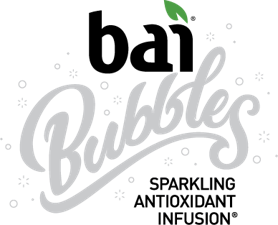 bai®
Bubbles
SPARKLING
ANTIOXIDANT
INFUSION®